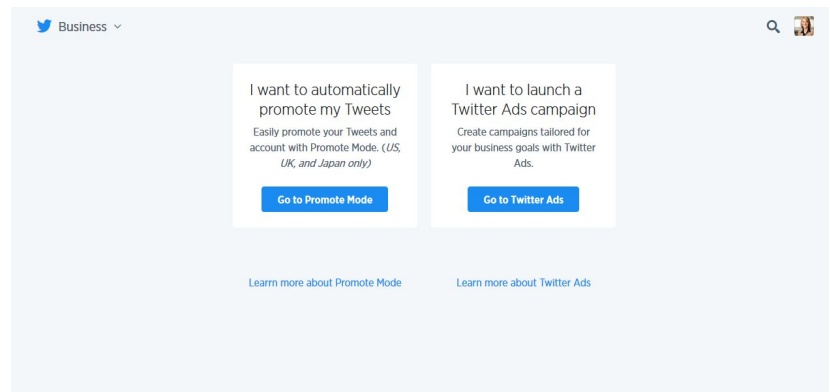 Business
I want to automatically
promote my Tweets
Easily promote your Tweets and
account with Promote Mode. (US,
UK, and Japan only)
Go to Promote Mode
I want to launch a
Twitter Ads campaign
Create campaigns tailored for
your business goals with Twitter
Ads.
Go to Twitter Ads
Learrn more about Promote Mode
Learn more about Twitter Ads